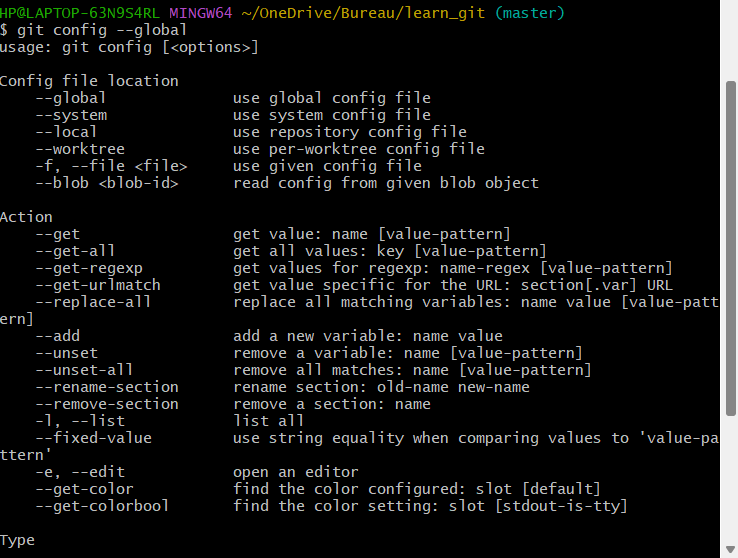 HP@LAPTOP-63N9S4RL MINGW64 ~/OneDrive/Bureau/learn_git (master)
$ git config --global
usage: git config [<options>]

Config file location
    --global              use global config file
    --system              use system config file
    --local               use repository config file
    --worktree            use per-worktree config file
    -f, --file <file>     use given config file
    --blob <blob-id>      read config from given blob object

Action
    --get                 get value: name [value-pattern]
    --get-all             get all values: key [value-pattern]
    --get-regexp          get values for regexp: name-regex [value-pattern]
    --get-urlmatch        get value specific for the URL: section[.var] URL
    --replace-all         replace all matching variables: name value [value-patt
ern]
    --add                 add a new variable: name value
    --unset               remove a variable: name [value-pattern]
    --unset-all           remove all matches: name [value-pattern]
    --rename-section      rename section: old-name new-name
    --remove-section      remove a section: name
    -l, --list            list all
    --fixed-value         use string equality when comparing values to 'value-pa
ttern'
    -e, --edit            open an editor
    --get-color           find the color configured: slot [default]
    --get-colorbool       find the color setting: slot [stdout-is-tty]

Type